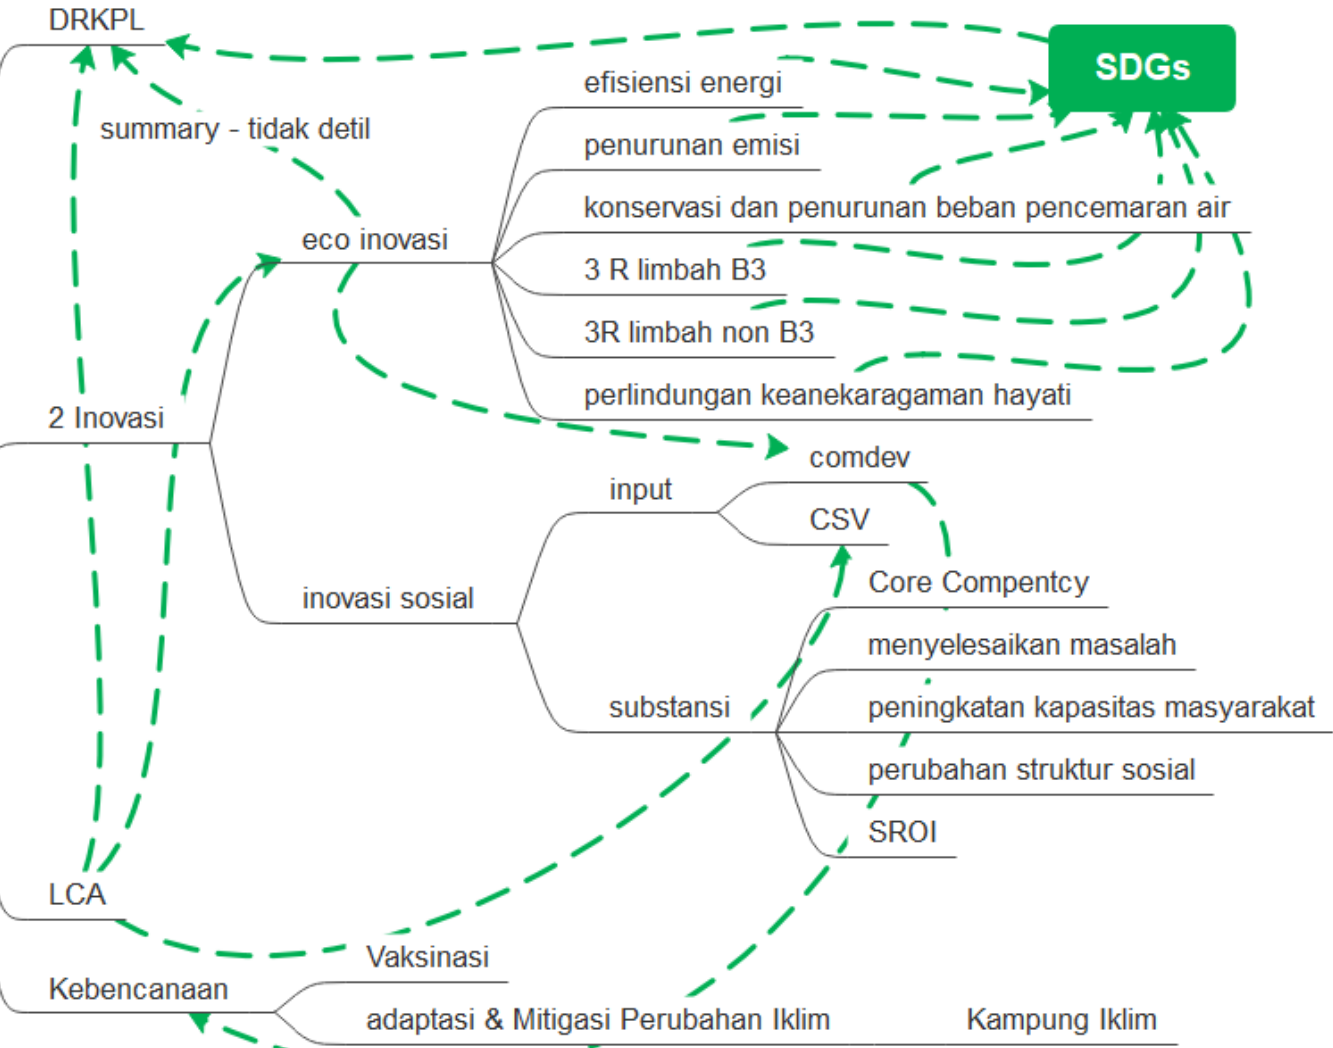 DRKPL
SDGs
efisiensi energi
summary - tidak detil
penurunan emisi
konservasi dan penurunan beban pencemaran air
eco inovasi
3 R limbah B3
3R limbah non B3
perlindungan keanekaragaman hayati
2 Inovasi
comdev
input
CSV
Core Compentcy
inovasi sosial
menyelesaikan masalah
substansi
peningkatan kapasitas masyarakat
perubahan struktur sosial
SROI
LCA
Vaksinasi
Kebencanaan
adaptasi & Mitigasi Perubahan Iklim
Kampung Iklim